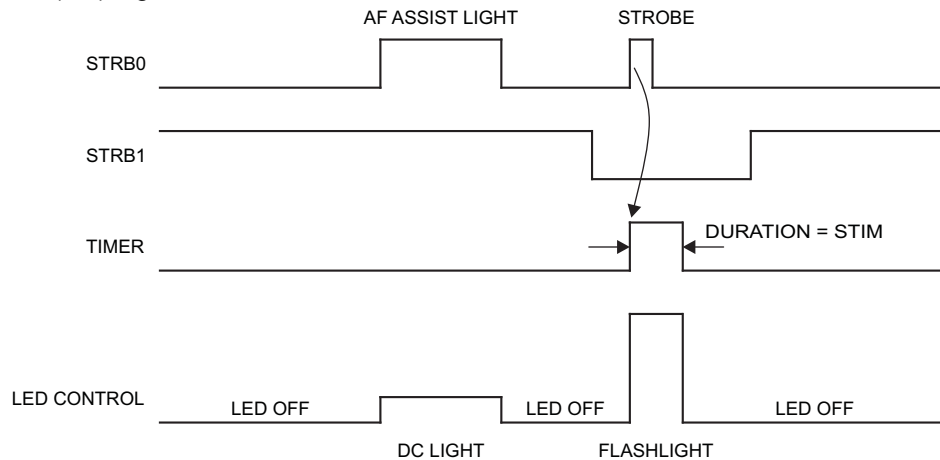 AF ASSIST LIGHT
STROBE
STRB0
STRB1
TIMER
DURATION = STIM
LED CONTROL
LED OFF
LED OFF
LED OFF
DC LIGHT
FLASHLIGHT